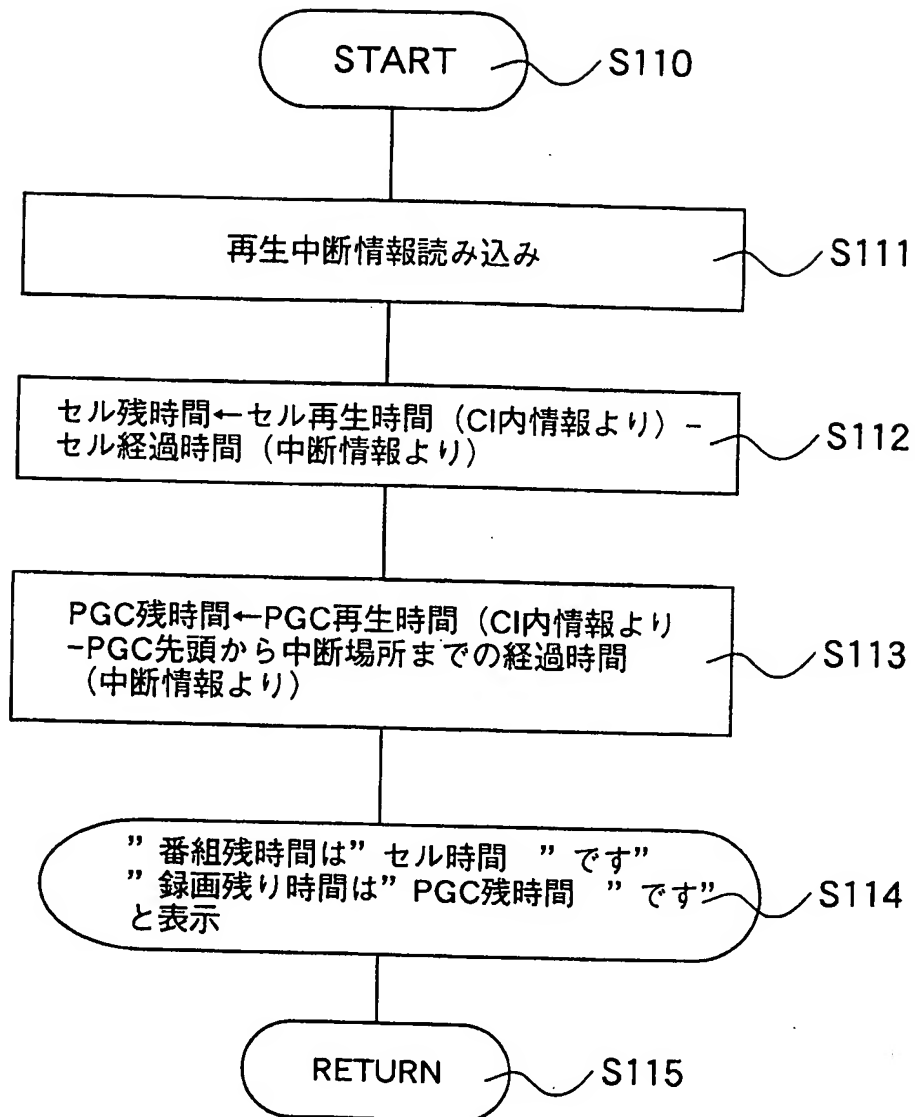 START
S110
再生中断情報読み込み
S111
セル残時間←セル再生時間（CI内情報より）-
セル経過時間（中断情報より）
S112
PGC残時間←PGC再生時間（CI内情報より
-PGC先頭から中断場所までの経過時間
（中断情報より）
S113
” 番組残時間は” セル時間 ” です”
” 録画残り時間は” PGC残時間 ” です”
と表示
S114
RETURN
S115